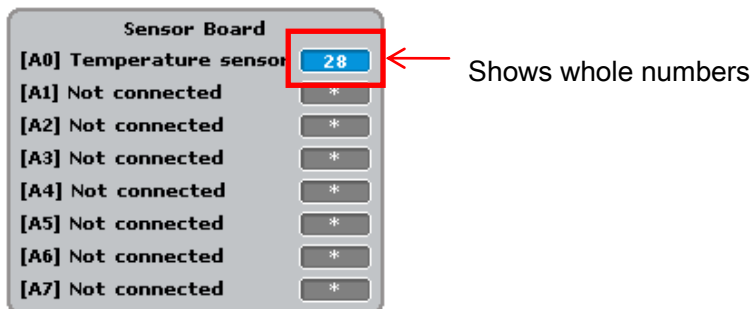 Sensor Board
[A0] Temperature sensor 28
Shows whole numbers
[A1] Not connected *
[A2] Not connected *
[A3] Not connected *
[A4] Not connected *
[A5] Not connected *
[A6] Not connected *
[A7] Not connected *